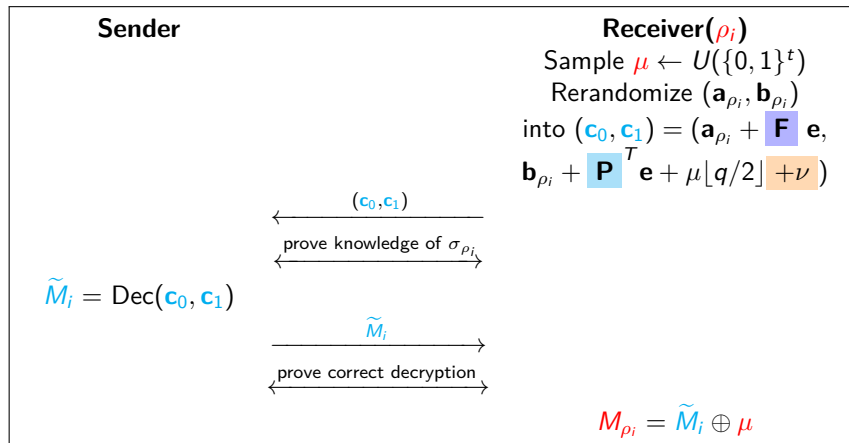 Sender
Receiver(ρᵢ)
Sample μ ← U({0, 1}ᵗ)
Rerandomize (a_ρᵢ, b_ρᵢ)
into (c₀, c₁) = (a_ρᵢ + F e,
b_ρᵢ + Pᵀe + μ⌊q/2⌋ +ν)
(c₀,c₁)
prove knowledge of σ_ρᵢ
M̃ᵢ = Dec(c₀, c₁)
M̃ᵢ
prove correct decryption
M_ρᵢ = M̃ᵢ ⊕ μ